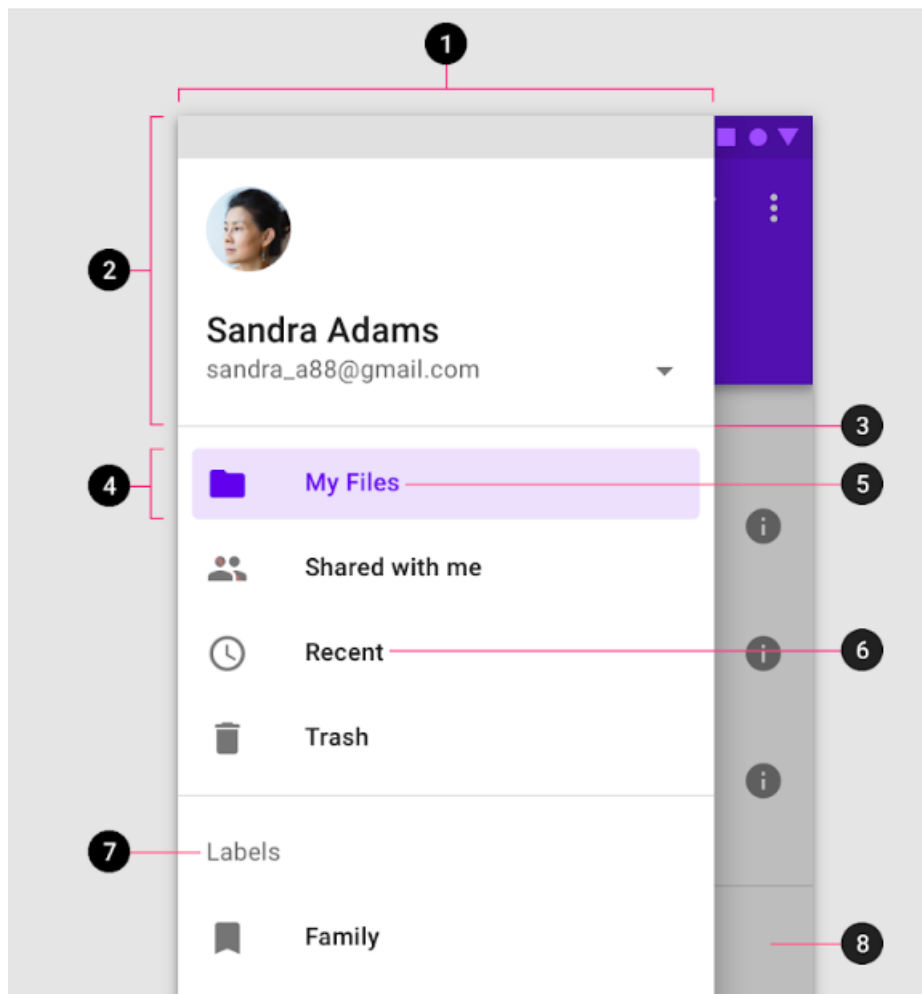 1
2
Sandra Adams
sandra_a88@gmail.com
3
4
My Files
5
Shared with me
Recent
6
Trash
7
Labels
Family
8